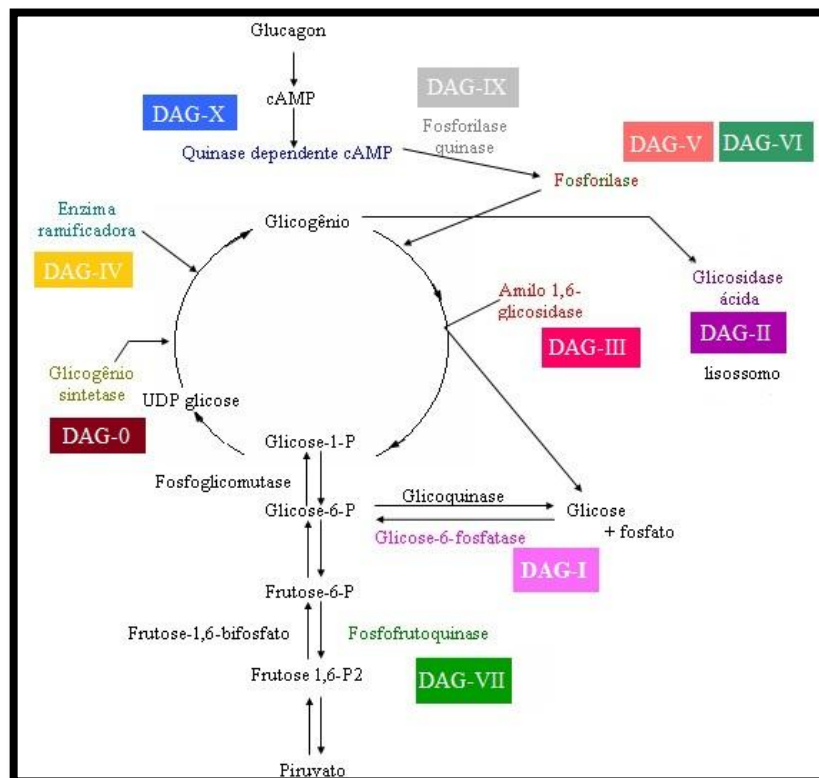 Glucagon
cAMP
DAG-X
DAG-IX
Quinase dependente cAMP
Fosforilase
quinase
DAG-V
DAG-VI
Fosforilase
Enzima
ramificadora
DAG-IV
Glicogênio
Glicosidase
ácida
DAG-II
lisossomo
Amilo 1,6-
glicosidase
DAG-III
Glicogênio
sintetase
UDP glicose
DAG-0
Glicose-1-P
Fosfoglicomutase
Glicose-6-P
Glicoquinase
Glicose
+ fosfato
Glicose-6-fosfatase
DAG-I
Frutose-6-P
Frutose-1,6-bifosfato
Fosfofrutoquinase
Frutose 1,6-P2
DAG-VII
Piruvato